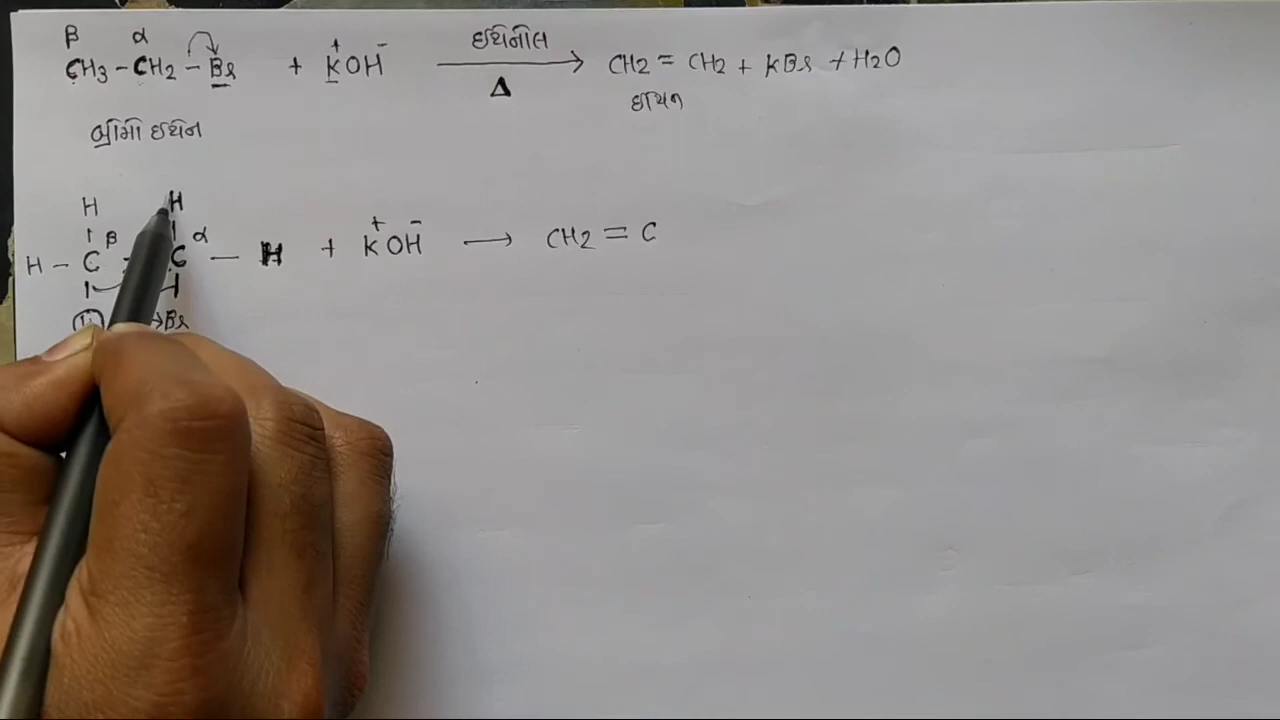 β α
CH3 - CH2 - Br + K+ OH- ઇથેનોલ Δ → CH2 = CH2 + KBr + H2O
ઇથિન
બ્રોમો ઇથેન
H H
β α
H - C - C - H + K+ OH- → CH2 = C
H → Br